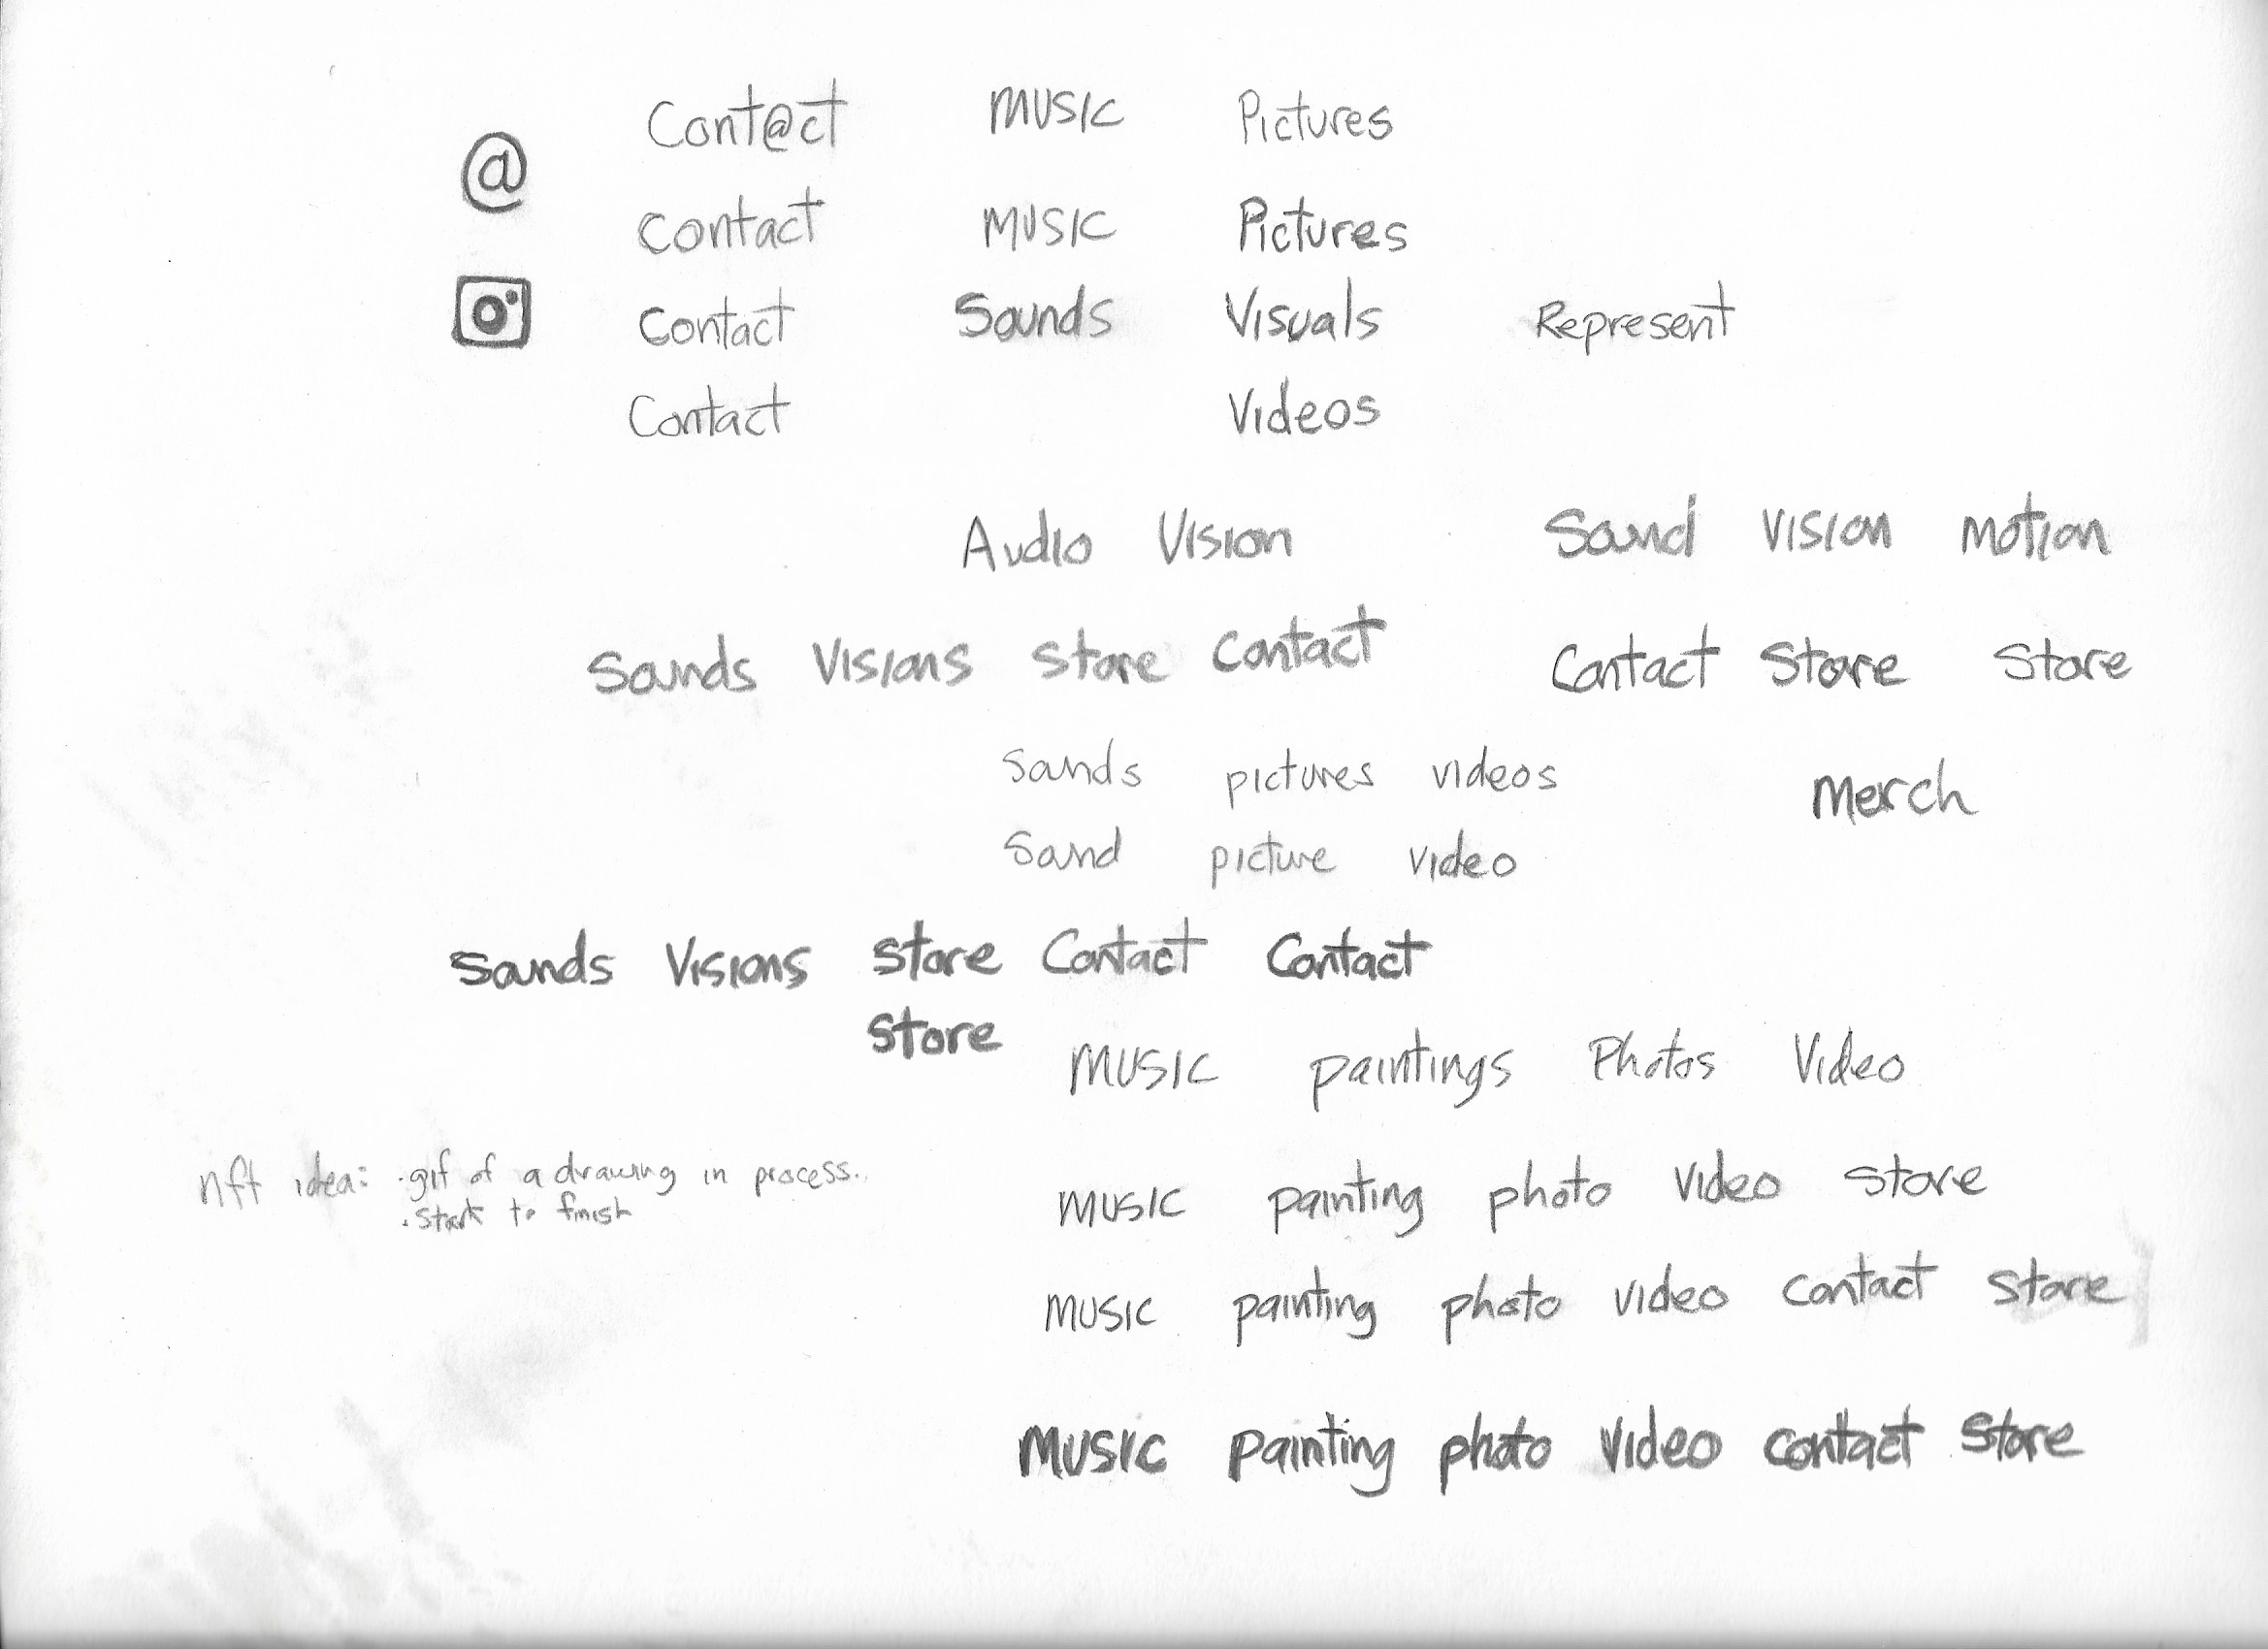 Cont@ct MUSIC Pictures
@
Contact MUSIC Pictures
Contact Sounds Visuals Represent
Contact Videos
Audio Vision Sound Vision Motion
Sounds Visions Store Contact Contact Store Store
Sounds pictures videos Merch
Sound picture video
Sounds Visions Store Contact Contact
Store
MUSIC paintings Photos Video
nft idea: ·gif of a drawing in process.
·start to finish
MUSIC painting photo Video Store
MUSIC painting photo video contact Store
MUSIC painting photo Video contact Store